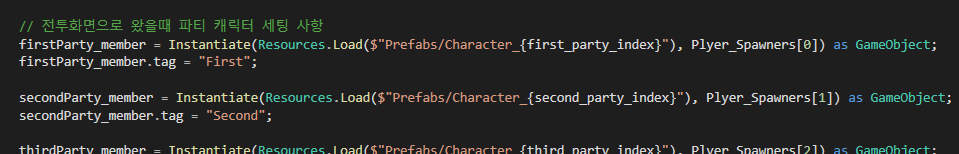 // 전투화면으로 왔을때 파티 캐릭터 세팅 사항
firstParty_member = Instantiate(Resources.Load($"Prefabs/Character_{first_party_index}"), Plyer_Spawners[0]) as GameObject;
firstParty_member.tag = "First";
secondParty_member = Instantiate(Resources.Load($"Prefabs/Character_{second_party_index}"), Plyer_Spawners[1]) as GameObject;
secondParty_member.tag = "Second";
thirdParty_member = Instantiate(Resources.Load($"Prefabs/Character_{third_party_index}"), Plyer_Spawners[2]) as GameObject;